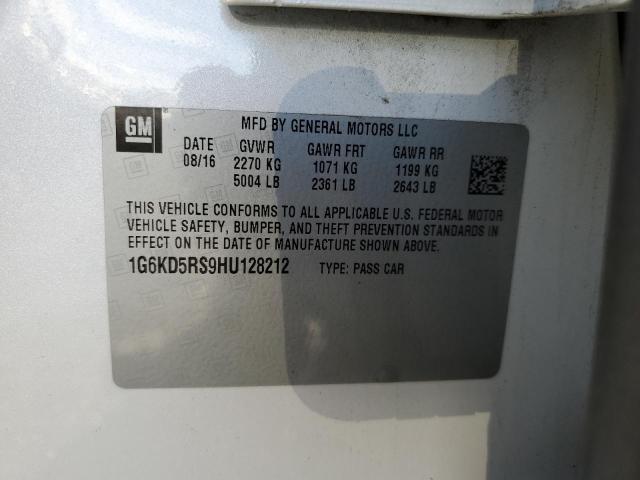 GM
MFD BY GENERAL MOTORS LLC
DATE GVWR GAWR FRT GAWR RR
08/16 2270 KG 1071 KG 1199 KG
5004 LB 2361 LB 2643 LB
THIS VEHICLE CONFORMS TO ALL APPLICABLE U.S. FEDERAL MOTOR
VEHICLE SAFETY, BUMPER, AND THEFT PREVENTION STANDARDS IN
EFFECT ON THE DATE OF MANUFACTURE SHOWN ABOVE.
1G6KD5RS9HU128212 TYPE: PASS CAR